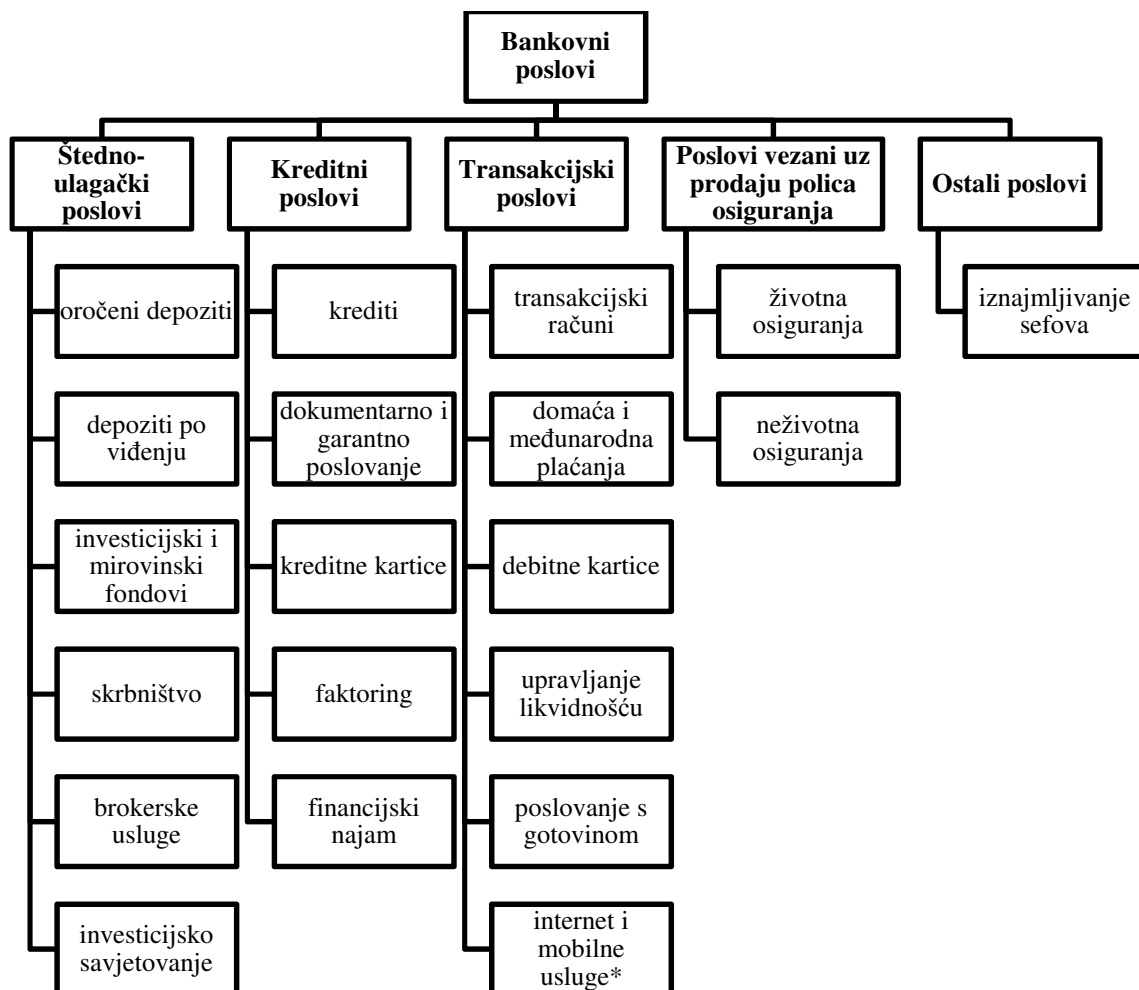 Bankovni
poslovi
Štedno-
ulagački
poslovi
Kreditni
poslovi
Transakcijski
poslovi
Poslovi vezani uz
prodaju polica
osiguranja
Ostali poslovi
oročeni depoziti
depoziti po
viđenju
investicijski i
mirovinski
fondovi
skrbništvo
brokerske
usluge
investicijsko
savjetovanje
krediti
dokumentarno i
garantno
poslovanje
kreditne kartice
faktoring
financijski
najam
transakcijski
računi
domaća i
međunarodna
plaćanja
debitne kartice
upravljanje
likvidnošću
poslovanje s
gotovinom
internet i
mobilne
usluge*
životna
osiguranja
neživotna
osiguranja
iznajmljivanje
sefova